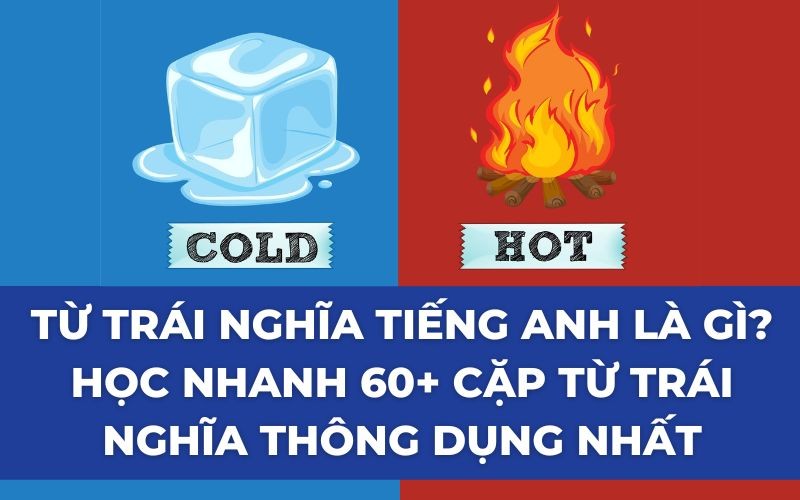 COLD
HOT
TỪ TRÁI NGHĨA TIẾNG ANH LÀ GÌ?
HỌC NHANH 60+ CẶP TỪ TRÁI
NGHĨA THÔNG DỤNG NHẤT